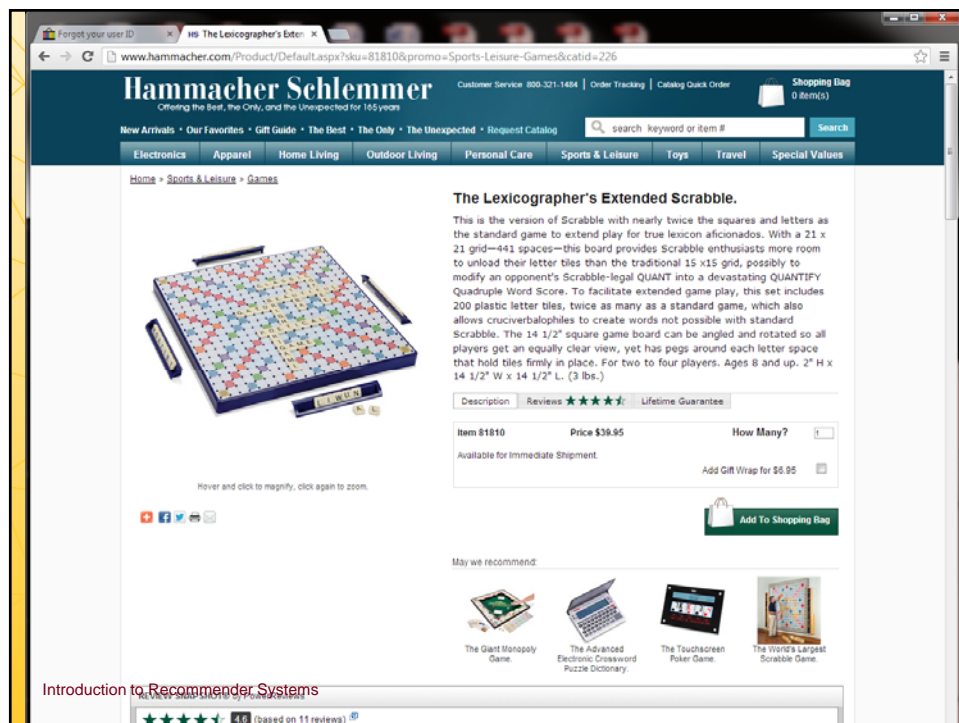 Forgot your user ID
HS The Lexicographer's Exten
www.hammacher.com/Product/Default.aspx?sku=81810&promo=Sports-Leisure-Games&catid=226
Hammacher Schlemmer
Offering the Best, the Only, and the Unexpected for 165 years
Customer Service 800-321-1484 | Order Tracking | Catalog Quick Order
Shopping Bag
0 item(s)
New Arrivals • Our Favorites • Gift Guide • The Best • The Only • The Unexpected • Request Catalog
search keyword or item #
Search
Electronics Apparel Home Living Outdoor Living Personal Care Sports & Leisure Toys Travel Special Values
Home » Sports & Leisure » Games
The Lexicographer's Extended Scrabble.
This is the version of Scrabble with nearly twice the squares and letters as
the standard game to extend play for true lexicon aficionados. With a 21 x
21 grid—441 spaces—this board provides Scrabble enthusiasts more room
to unload their letter tiles than the traditional 15 x15 grid, possibly to
modify an opponent's Scrabble-legal QUANT into a devastating QUANTIFY
Quadruple Word Score. To facilitate extended game play, this set includes
200 plastic letter tiles, twice as many as a standard game, which also
allows cruciverbalophiles to create words not possible with standard
Scrabble. The 14 1/2" square game board can be angled and rotated so all
players get an equally clear view, yet has pegs around each letter space
that hold tiles firmly in place. For two to four players. Ages 8 and up. 2" H x
14 1/2" W x 14 1/2" L. (3 lbs.)
Description Reviews Lifetime Guarantee
Item 81810 Price $39.95 How Many? 1
Available for Immediate Shipment.
Add Gift Wrap for $6.95
Hover and click to magnify, click again to zoom.
Add To Shopping Bag
May we recommend:
The Giant Monopoly
Game.
The Advanced
Electronic Crossword
Puzzle Dictionary.
The Touchscreen
Poker Game.
The World's Largest
Scrabble Game.
Introduction to Recommender Systems
REVIEW SNAPSHOT® by PowerReviews
4.6 (based on 11 reviews)